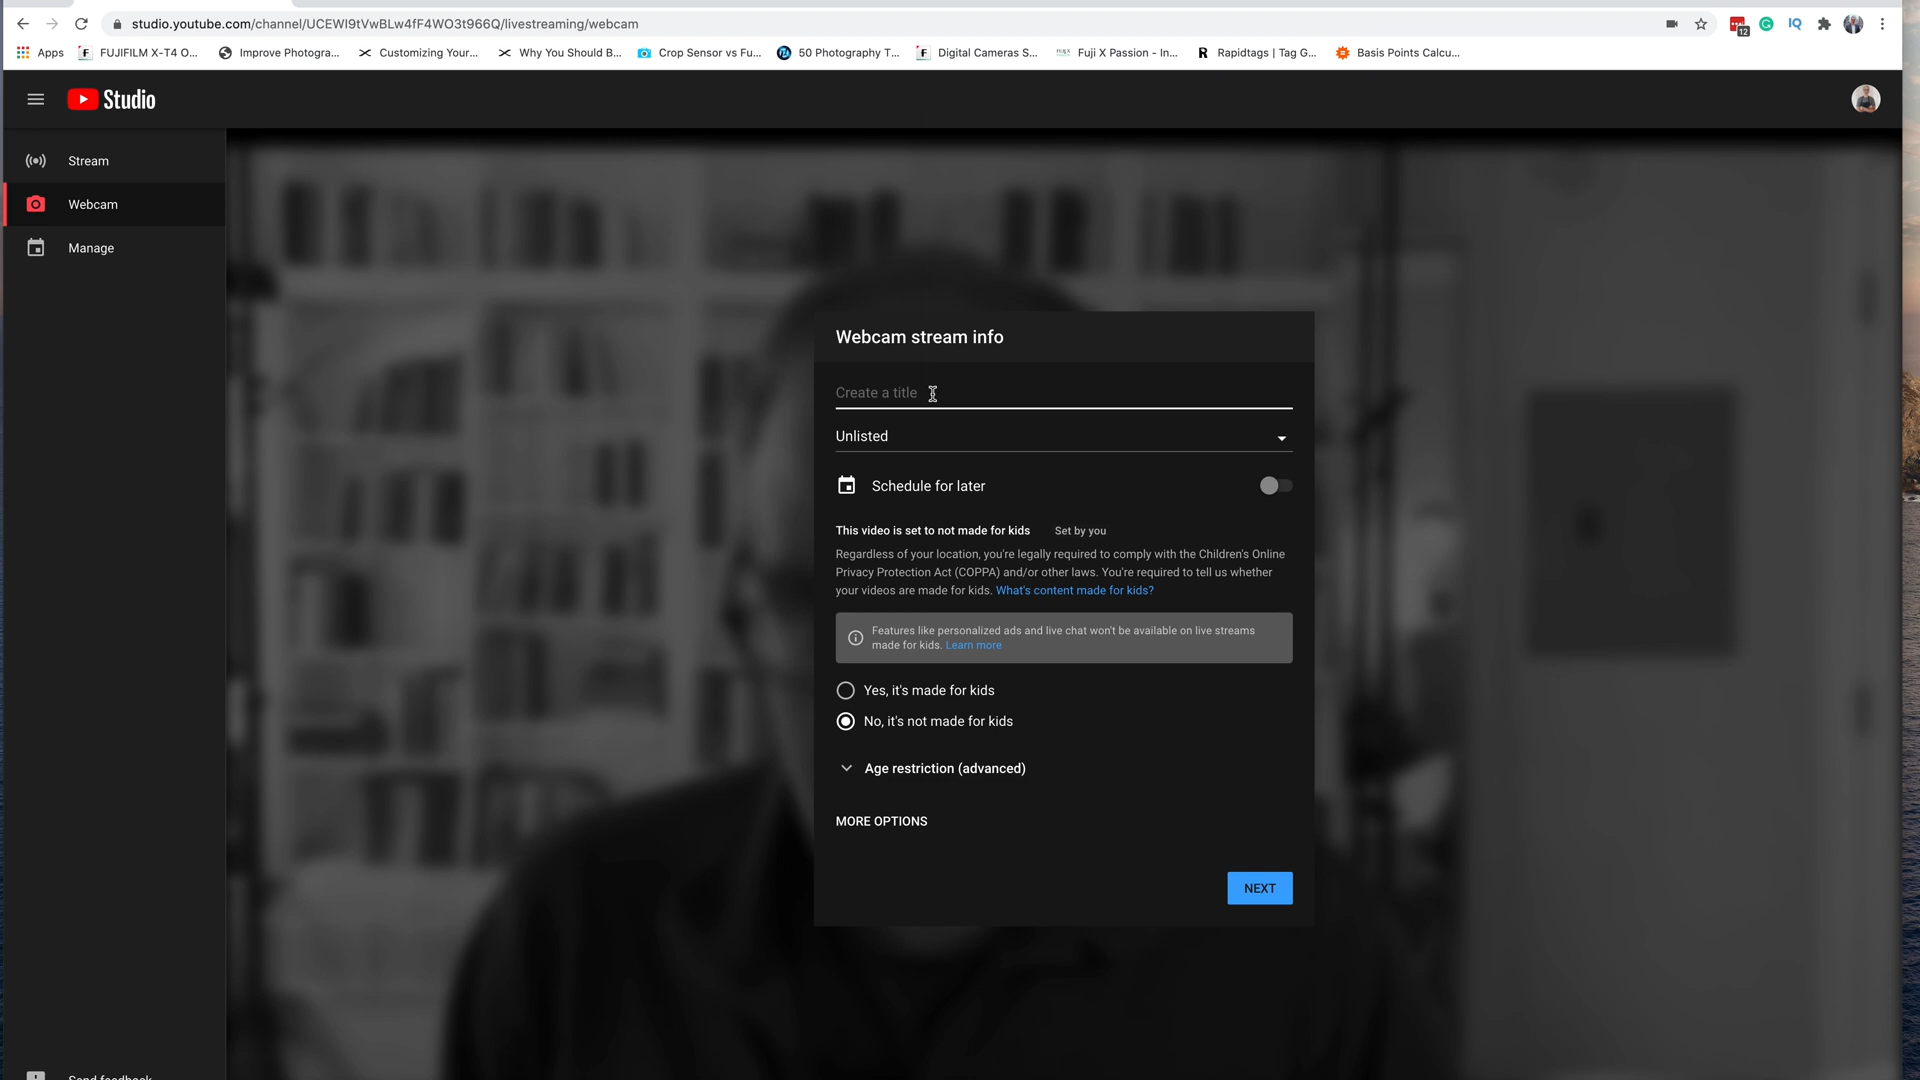 studio.youtube.com/channel/UCEWI9tVwBLw4fF4WO3t966Q/livestreaming/webcam
12
IQ
Apps
FUJIFILM X-T4 O...
Improve Photogra...
Customizing Your...
Why You Should B...
Crop Sensor vs Fu...
50 Photography T...
Digital Cameras S...
Fuji X Passion - In...
R Rapidtags | Tag G...
Basis Points Calcu...
Studio
Stream
Webcam
Manage
Webcam stream info
Create a title
Unlisted
Schedule for later
This video is set to not made for kids Set by you
Regardless of your location, you're legally required to comply with the Children's Online
Privacy Protection Act (COPPA) and/or other laws. You're required to tell us whether
your videos are made for kids. What's content made for kids?
Features like personalized ads and live chat won't be available on live streams
made for kids. Learn more
Yes, it's made for kids
No, it's not made for kids
Age restriction (advanced)
MORE OPTIONS
NEXT
Send feedback